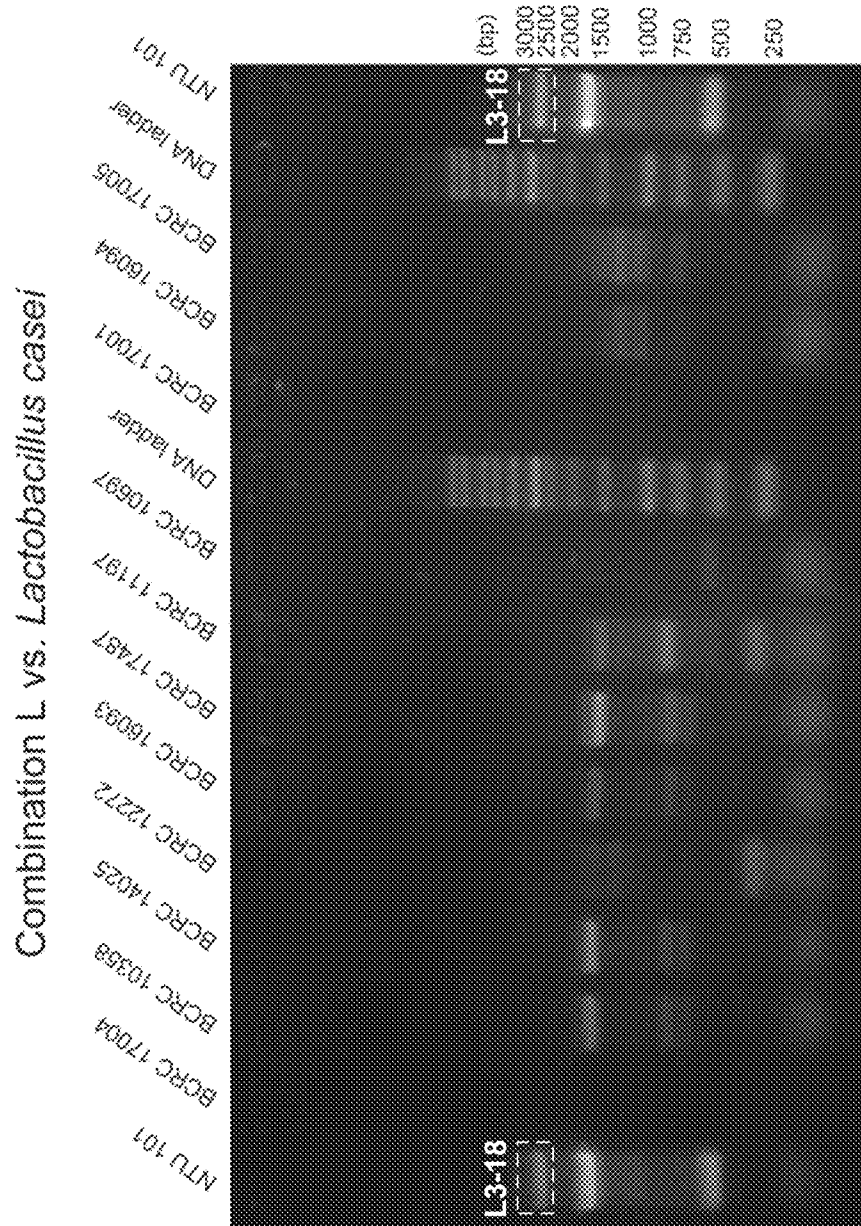 Combination L vs. Lactobacillus casei
NTU 101
BCRC 17004
BCRC 10358
BCRC 14025
BCRC 12272
BCRC 16093
BCRC 17487
BCRC 11197
BCRC 10697
DNA ladder
BCRC 17001
BCRC 16094
BCRC 17005
DNA ladder
NTU 101
L3-18
L3-18
(bp)
3000
2500
2000
1500
1000
750
500
250